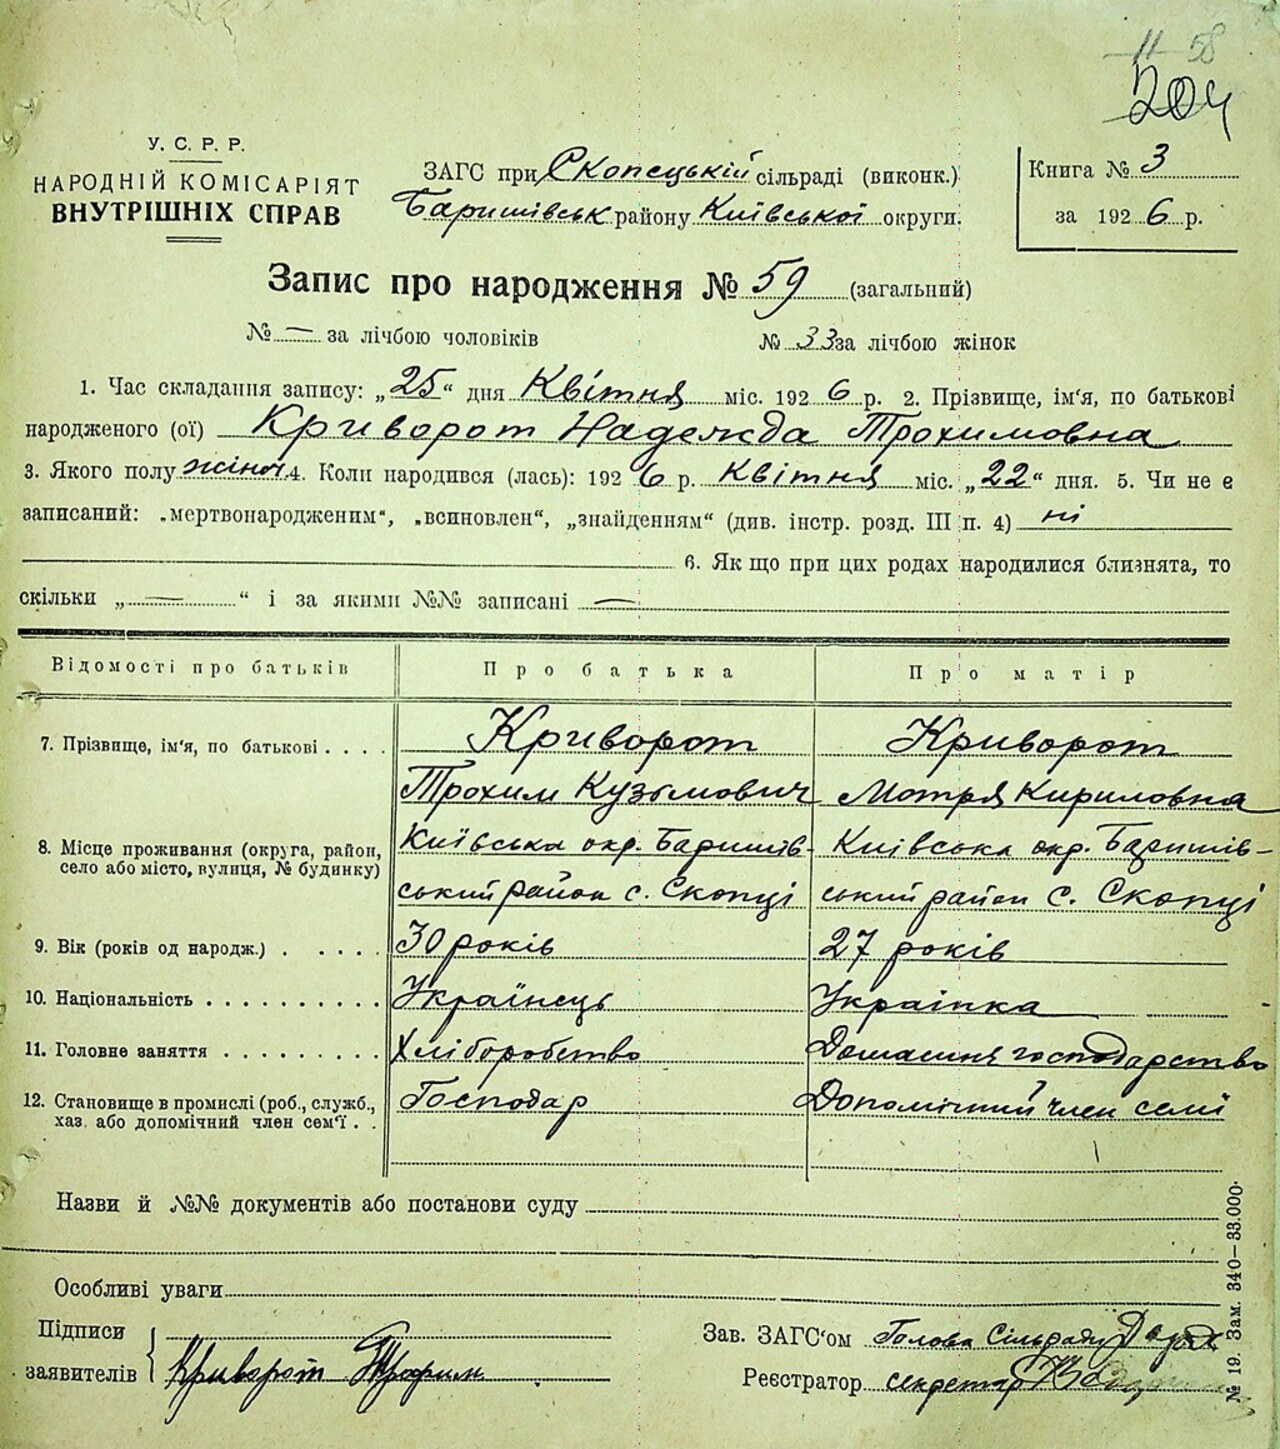 11 58
204
У. С. Р. Р.
НАРОДНІЙ КОМІСАРІЯТ
ВНУТРІШНІХ СПРАВ
ЗАГС при Скопецькій сільраді (виконк.)
Баришівськ району Київської округи.
Книга № 3
за 1926 р.
Запис про народження № 59 (загальний)
№ — за лічбою чоловіків № 33 за лічбою жінок
1. Час складання запису: „25" дня Квітня міс. 1926 р. 2. Прізвище, ім'я, по батькові
народженого (ої) Криворот Надежда Трохимовна
3. Якого полу жіноч. 4. Коли народився (лась): 1926 р. Квітня міс. „22" дня. 5. Чи не є
записаний: „мертвонародженим", „всиновлен", „знайденням" (див. інстр. розд. III п. 4) ні
6. Як що при цих родах народилися близнята, то
скільки „—" і за якими №№ записані —
Відомості про батьків Про батька Про матір
7. Прізвище, ім'я, по батькові . . . . Криворот Криворот
Трохим Кузьмович Мотря Кириловна
8. Місце проживання (округа, район, Київська окр. Баришів- Київська окр. Баришів-
село або місто, вулиця, № будинку) ський район с. Скопці ський район с. Скопці
9. Вік (років од народж.) . . . . . 30 років 27 років
10. Національність . . . . . . . . . . Українець Украінка
11. Головне заняття . . . . . . . . . Хліборобство Домашнє господарство
12. Становище в промислі (роб., служб., Господар Допомічний член семї
хаз. або допомічний член сем'ї . .
Назви й №№ документів або постанови суду
Особливі уваги
Підписи
заявителів Криворот Трофим
Зав. ЗАГС'ом Голова Сільради
Реєстратор секретар
№ 19. Зам. 340—33.000.